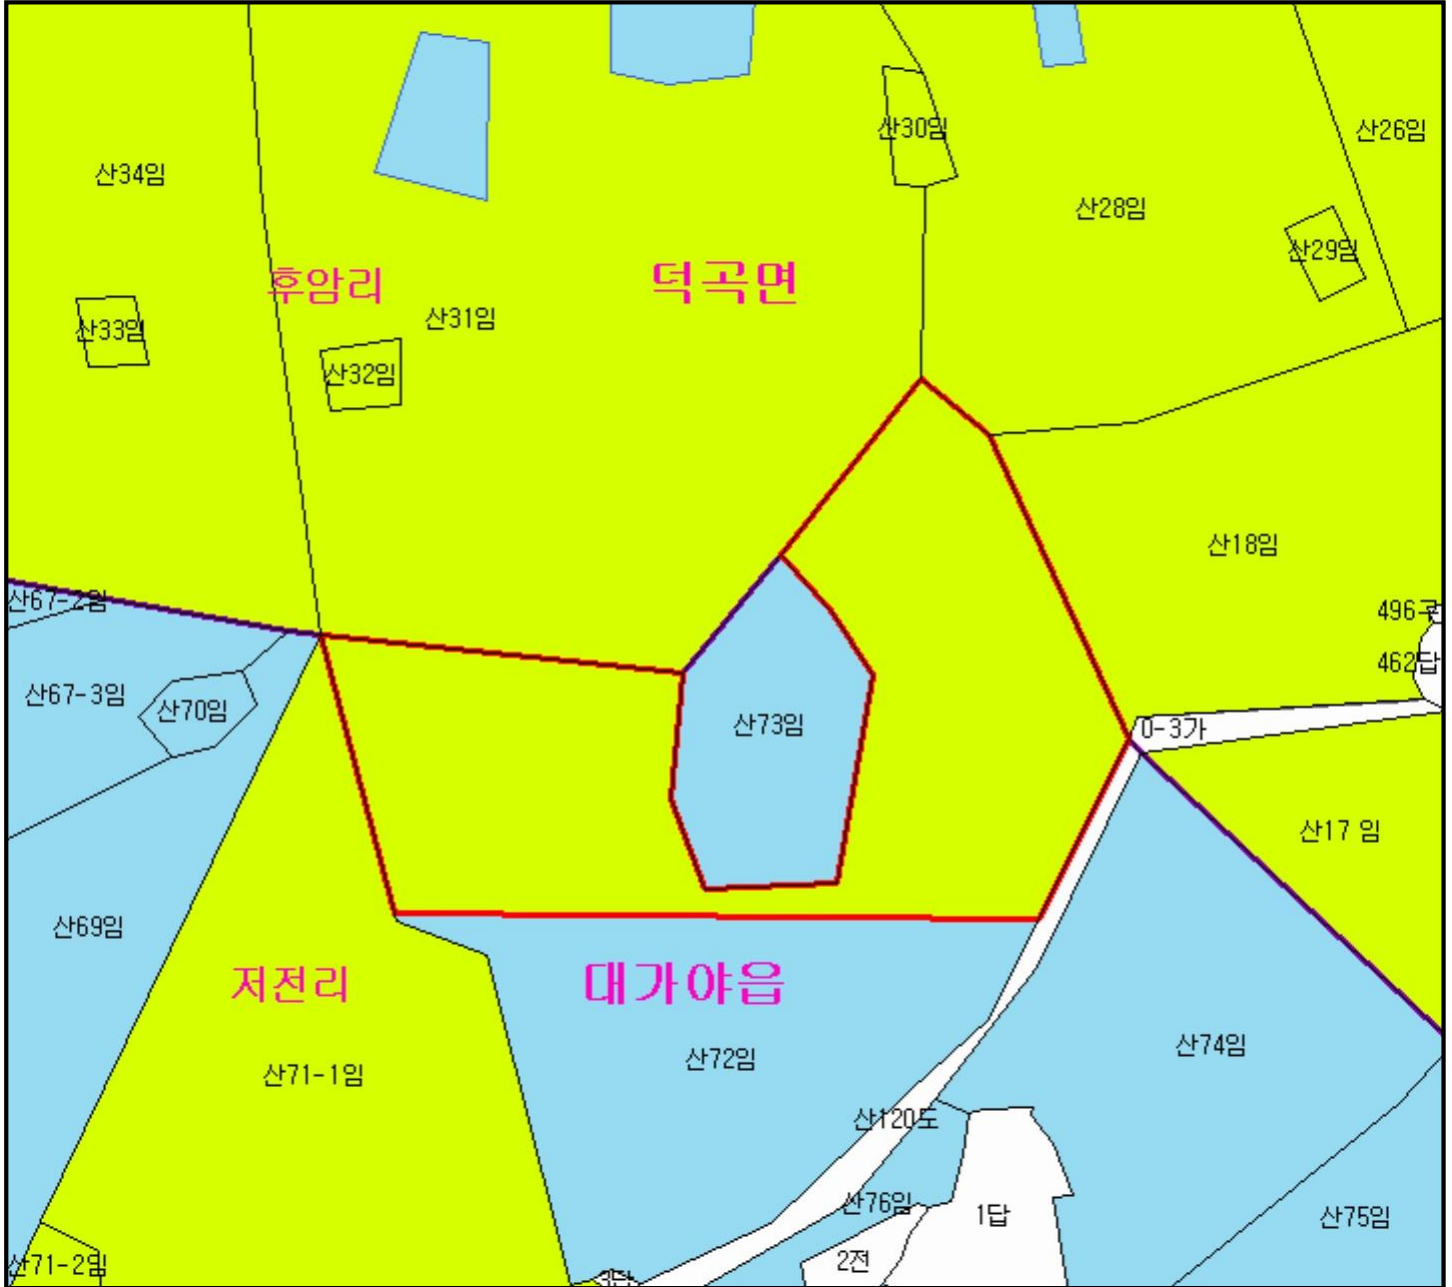 산30임
산26임
산34임
산28임
산29임
후암리
덕곡면
산31임
산33임
산32임
산18임
산67-2임
496구
462답
산67-3임
산70임
산73임
0-3가
산17 임
산69임
저전리
대가야읍
산74임
산72임
산71-1임
산120도
산76임
1답
산75임
2전
산71-2임